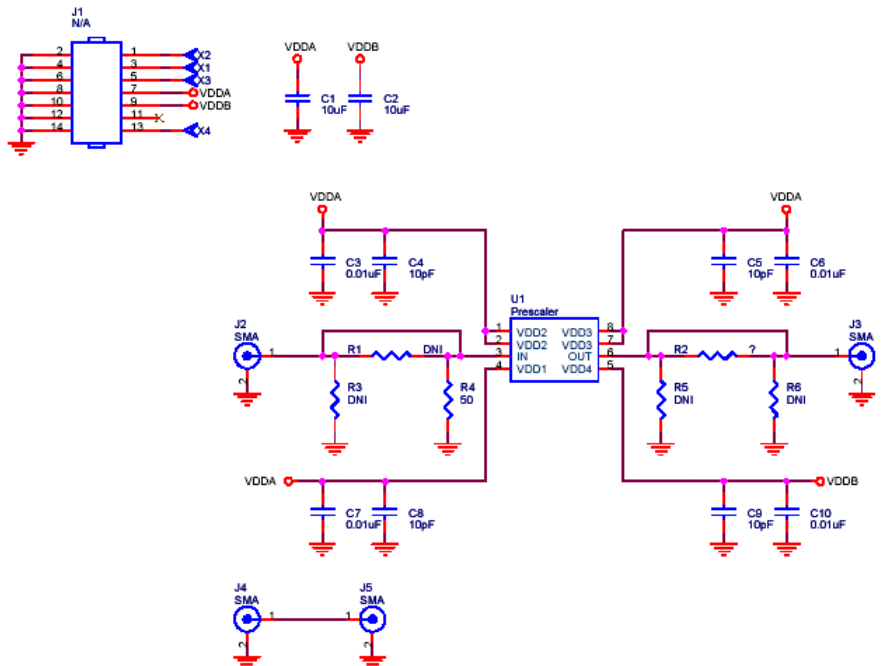 J1
N/A
2 1 X2
4 3 X1
6 5 X3
8 7 VDDA
10 9 VDDB
12 11
14 13 X4
VDDA VDDB
C1 C2
10uF 10uF
VDDA VDDA
C3 C4 C5 C6
0.01uF 10pF 10pF 0.01uF
U1
Prescaler
J2 J3
SMA SMA
1 VDD2 VDD3 8
2 VDD2 VDD3 7
1 R1 DNI 3 IN OUT 6 R2 ? 1
4 VDD1 VDD4 5
2 2
R3 R4 R5 R6
DNI 50 DNI DNI
VDDA VDDB
C7 C8 C9 C10
0.01uF 10pF 10pF 0.01uF
J4 J5
SMA SMA
1 1
2 2